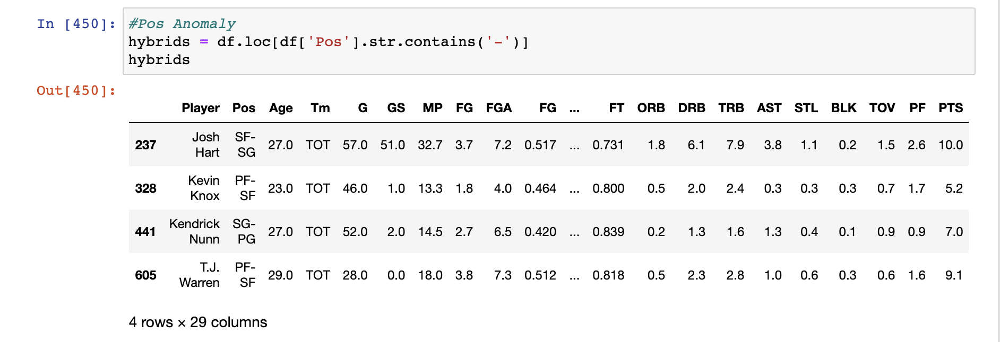 In [450]: #Pos Anomaly
hybrids = df.loc[df['Pos'].str.contains('-')]
hybrids
Out[450]:
Player Pos Age Tm G GS MP FG FGA FG ... FT ORB DRB TRB AST STL BLK TOV PF PTS
237 Josh Hart SF-SG 27.0 TOT 57.0 51.0 32.7 3.7 7.2 0.517 ... 0.731 1.8 6.1 7.9 3.8 1.1 0.2 1.5 2.6 10.0
328 Kevin Knox PF-SF 23.0 TOT 46.0 1.0 13.3 1.8 4.0 0.464 ... 0.800 0.5 2.0 2.4 0.3 0.3 0.3 0.7 1.7 5.2
441 Kendrick Nunn SG-PG 27.0 TOT 52.0 2.0 14.5 2.7 6.5 0.420 ... 0.839 0.2 1.3 1.6 1.3 0.4 0.1 0.9 0.9 7.0
605 T.J. Warren PF-SF 29.0 TOT 28.0 0.0 18.0 3.8 7.3 0.512 ... 0.818 0.5 2.3 2.8 1.0 0.6 0.3 0.6 1.6 9.1
4 rows × 29 columns